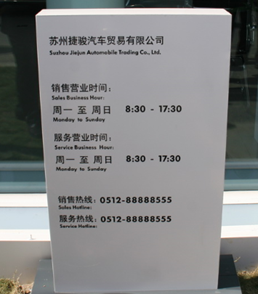 苏州捷骏汽车贸易有限公司
Suzhou Jiejun Automobile Trading Co., Ltd.
销售营业时间：
Sales Business Hour:
周一 至 周日 8:30 - 17:30
Monday to Sunday
服务营业时间：
Service Business Hour:
周一 至 周日 8:30 - 17:30
Monday to Sunday
销售热线：0512-88888555
Sales Hotline:
服务热线：0512-88888555
Service Hotline: